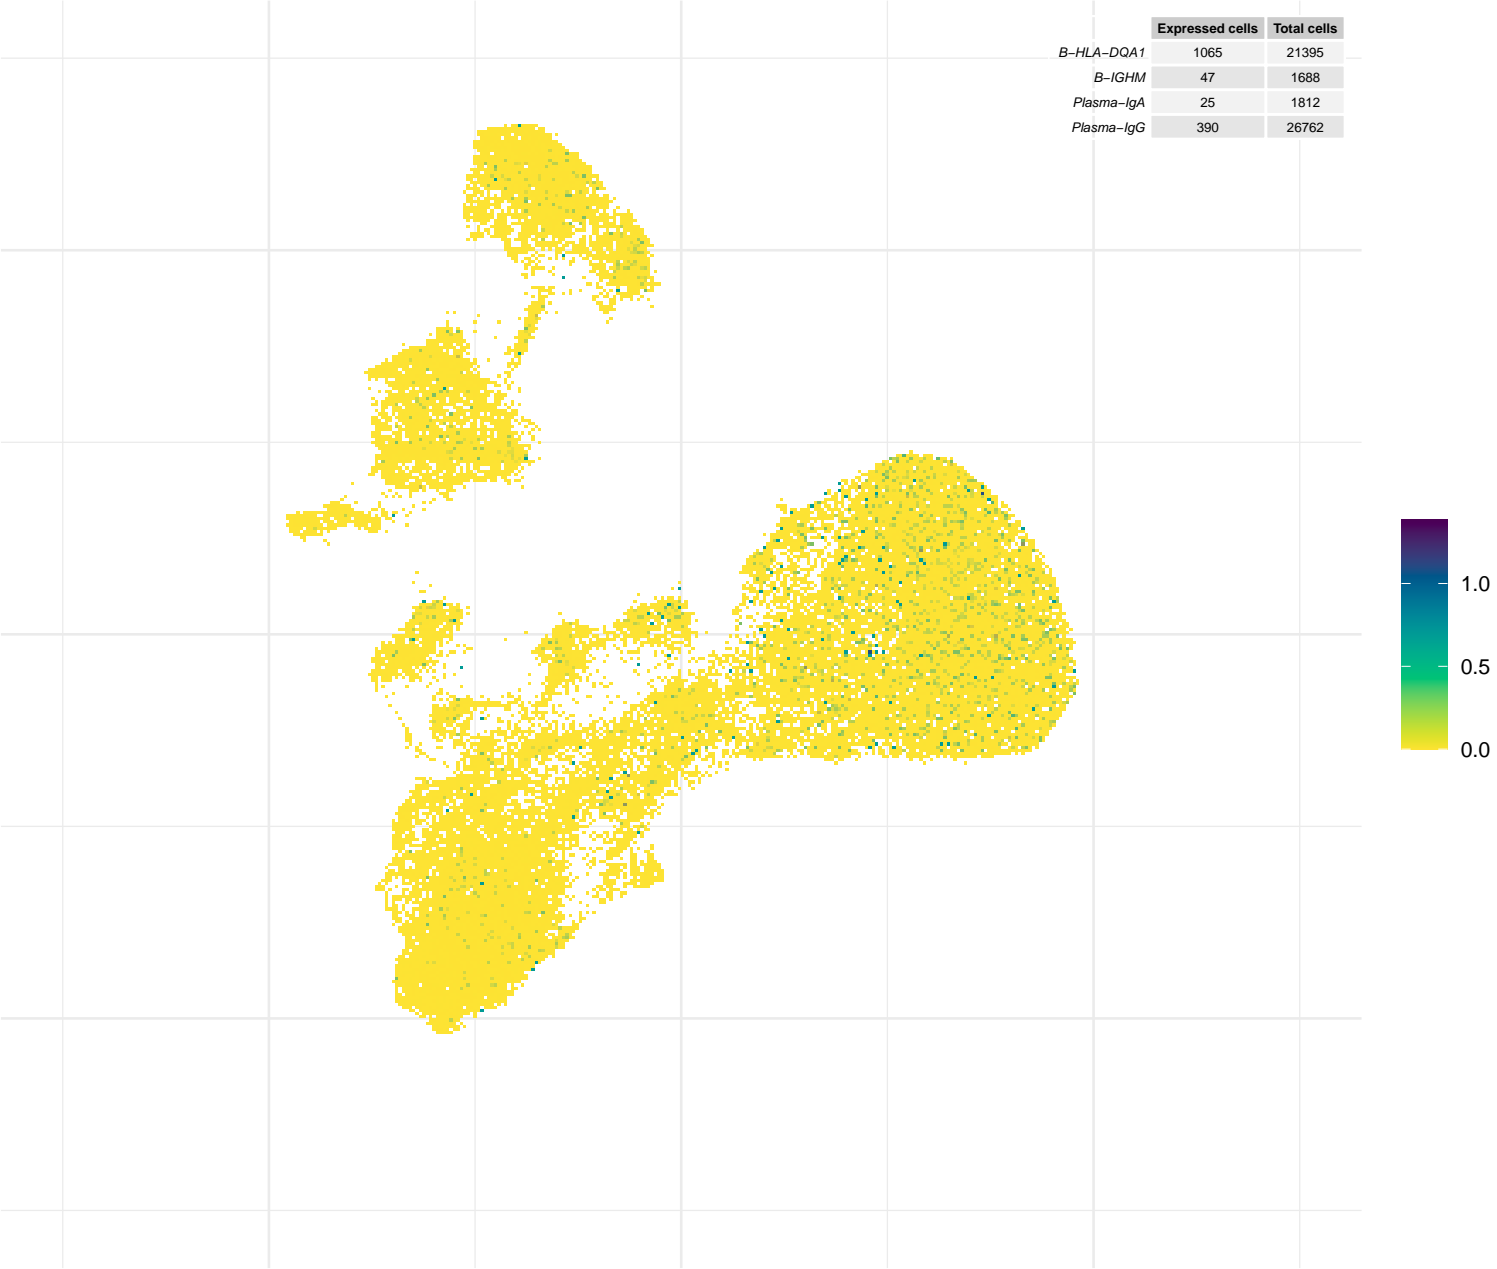 Expressed cells Total cells
B−HLA−DQA1 1065 21395
B−IGHM 47 1688
Plasma−IgA 25 1812
Plasma−IgG 390 26762
1.0
0.5
0.0